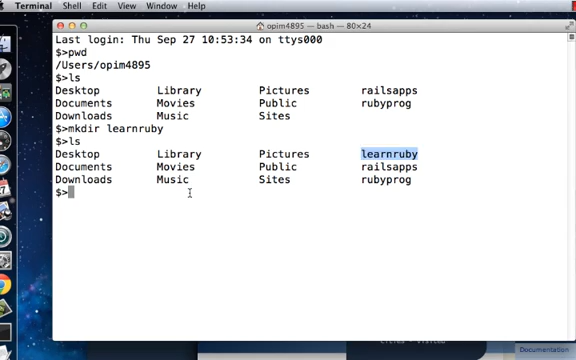 Terminal Shell Edit View Window Help
opim4895 — bash — 80×24
Last login: Thu Sep 27 10:53:34 on ttys000
$>pwd
/Users/opim4895
$>ls
Desktop Library Pictures railsapps
Documents Movies Public rubyprog
Downloads Music Sites
$>mkdir learnruby
$>ls
Desktop Library Pictures learnruby
Documents Movies Public railsapps
Downloads Music Sites rubyprog
$>
Documentation